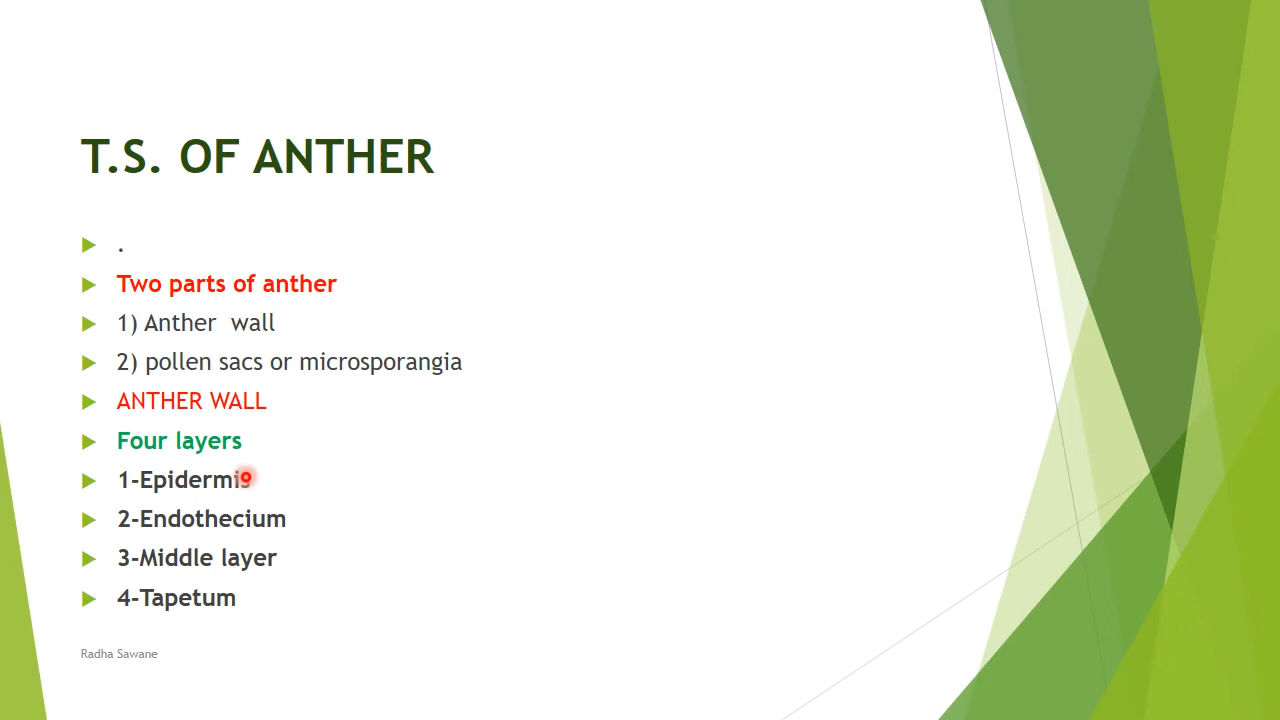 T.S. OF ANTHER
.
Two parts of anther
1) Anther wall
2) pollen sacs or microsporangia
ANTHER WALL
Four layers
1-Epidermis
2-Endothecium
3-Middle layer
4-Tapetum
Radha Sawane